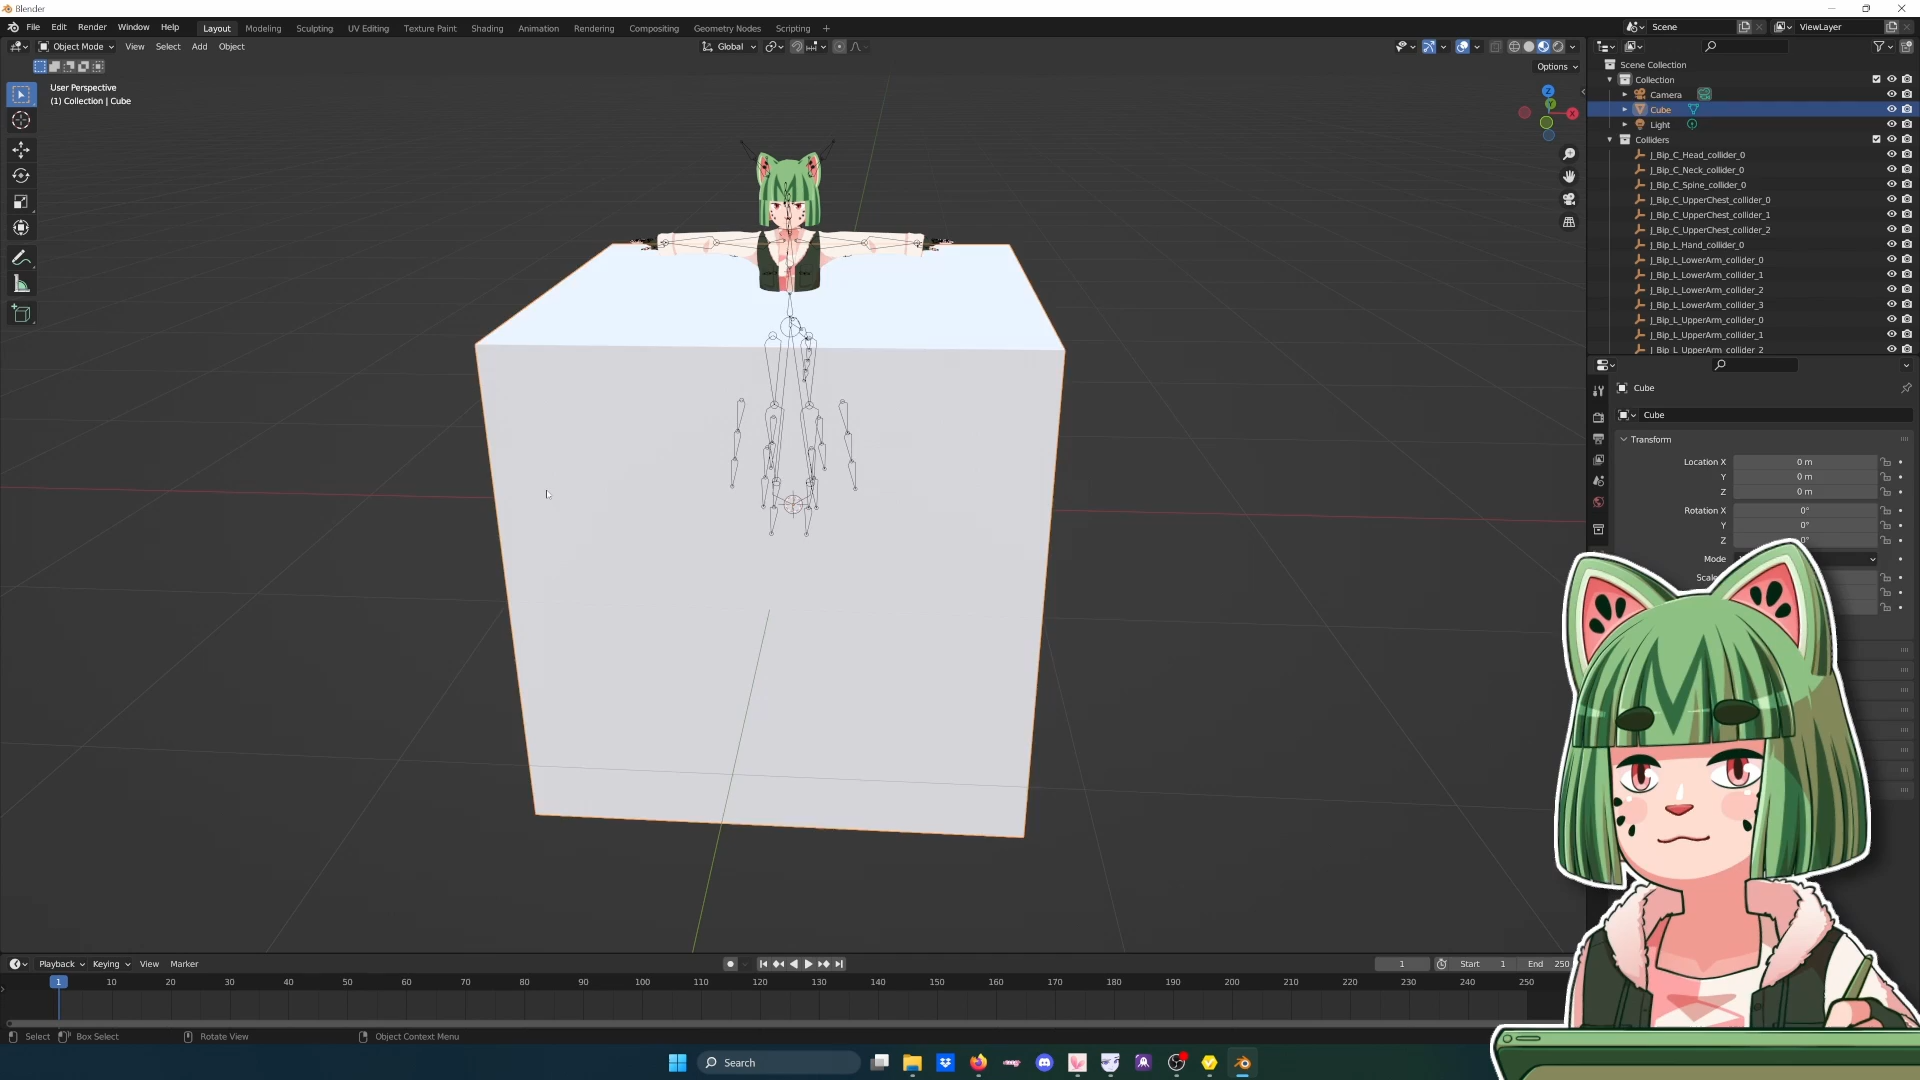 Blender
File Edit Render Window Help Layout Modeling Sculpting UV Editing Texture Paint Shading Animation Rendering Compositing Geometry Nodes Scripting + Scene ViewLayer
Object Mode View Select Add Object Global
Options
User Perspective
(1) Collection | Cube
Z
Y
X
Scene Collection
Collection
Camera
Cube
Light
Colliders
J_Bip_C_Head_collider_0
J_Bip_C_Neck_collider_0
J_Bip_C_Spine_collider_0
J_Bip_C_UpperChest_collider_0
J_Bip_C_UpperChest_collider_1
J_Bip_C_UpperChest_collider_2
J_Bip_L_Hand_collider_0
J_Bip_L_LowerArm_collider_0
J_Bip_L_LowerArm_collider_1
J_Bip_L_LowerArm_collider_2
J_Bip_L_LowerArm_collider_3
J_Bip_L_UpperArm_collider_0
J_Bip_L_UpperArm_collider_1
J_Bip_L_UpperArm_collider_2
Cube
Cube
Transform
Location X 0 m
Y 0 m
Z 0 m
Rotation X 0°
Y 0°
Z 0°
Mode
Scale
Playback Keying View Marker 1 Start 1 End 250
1 10 20 30 40 50 60 70 80 90 100 110 120 130 140 150 160 170 180 190 200 210 220 230 240 250
Select Box Select Rotate View Object Context Menu
Search